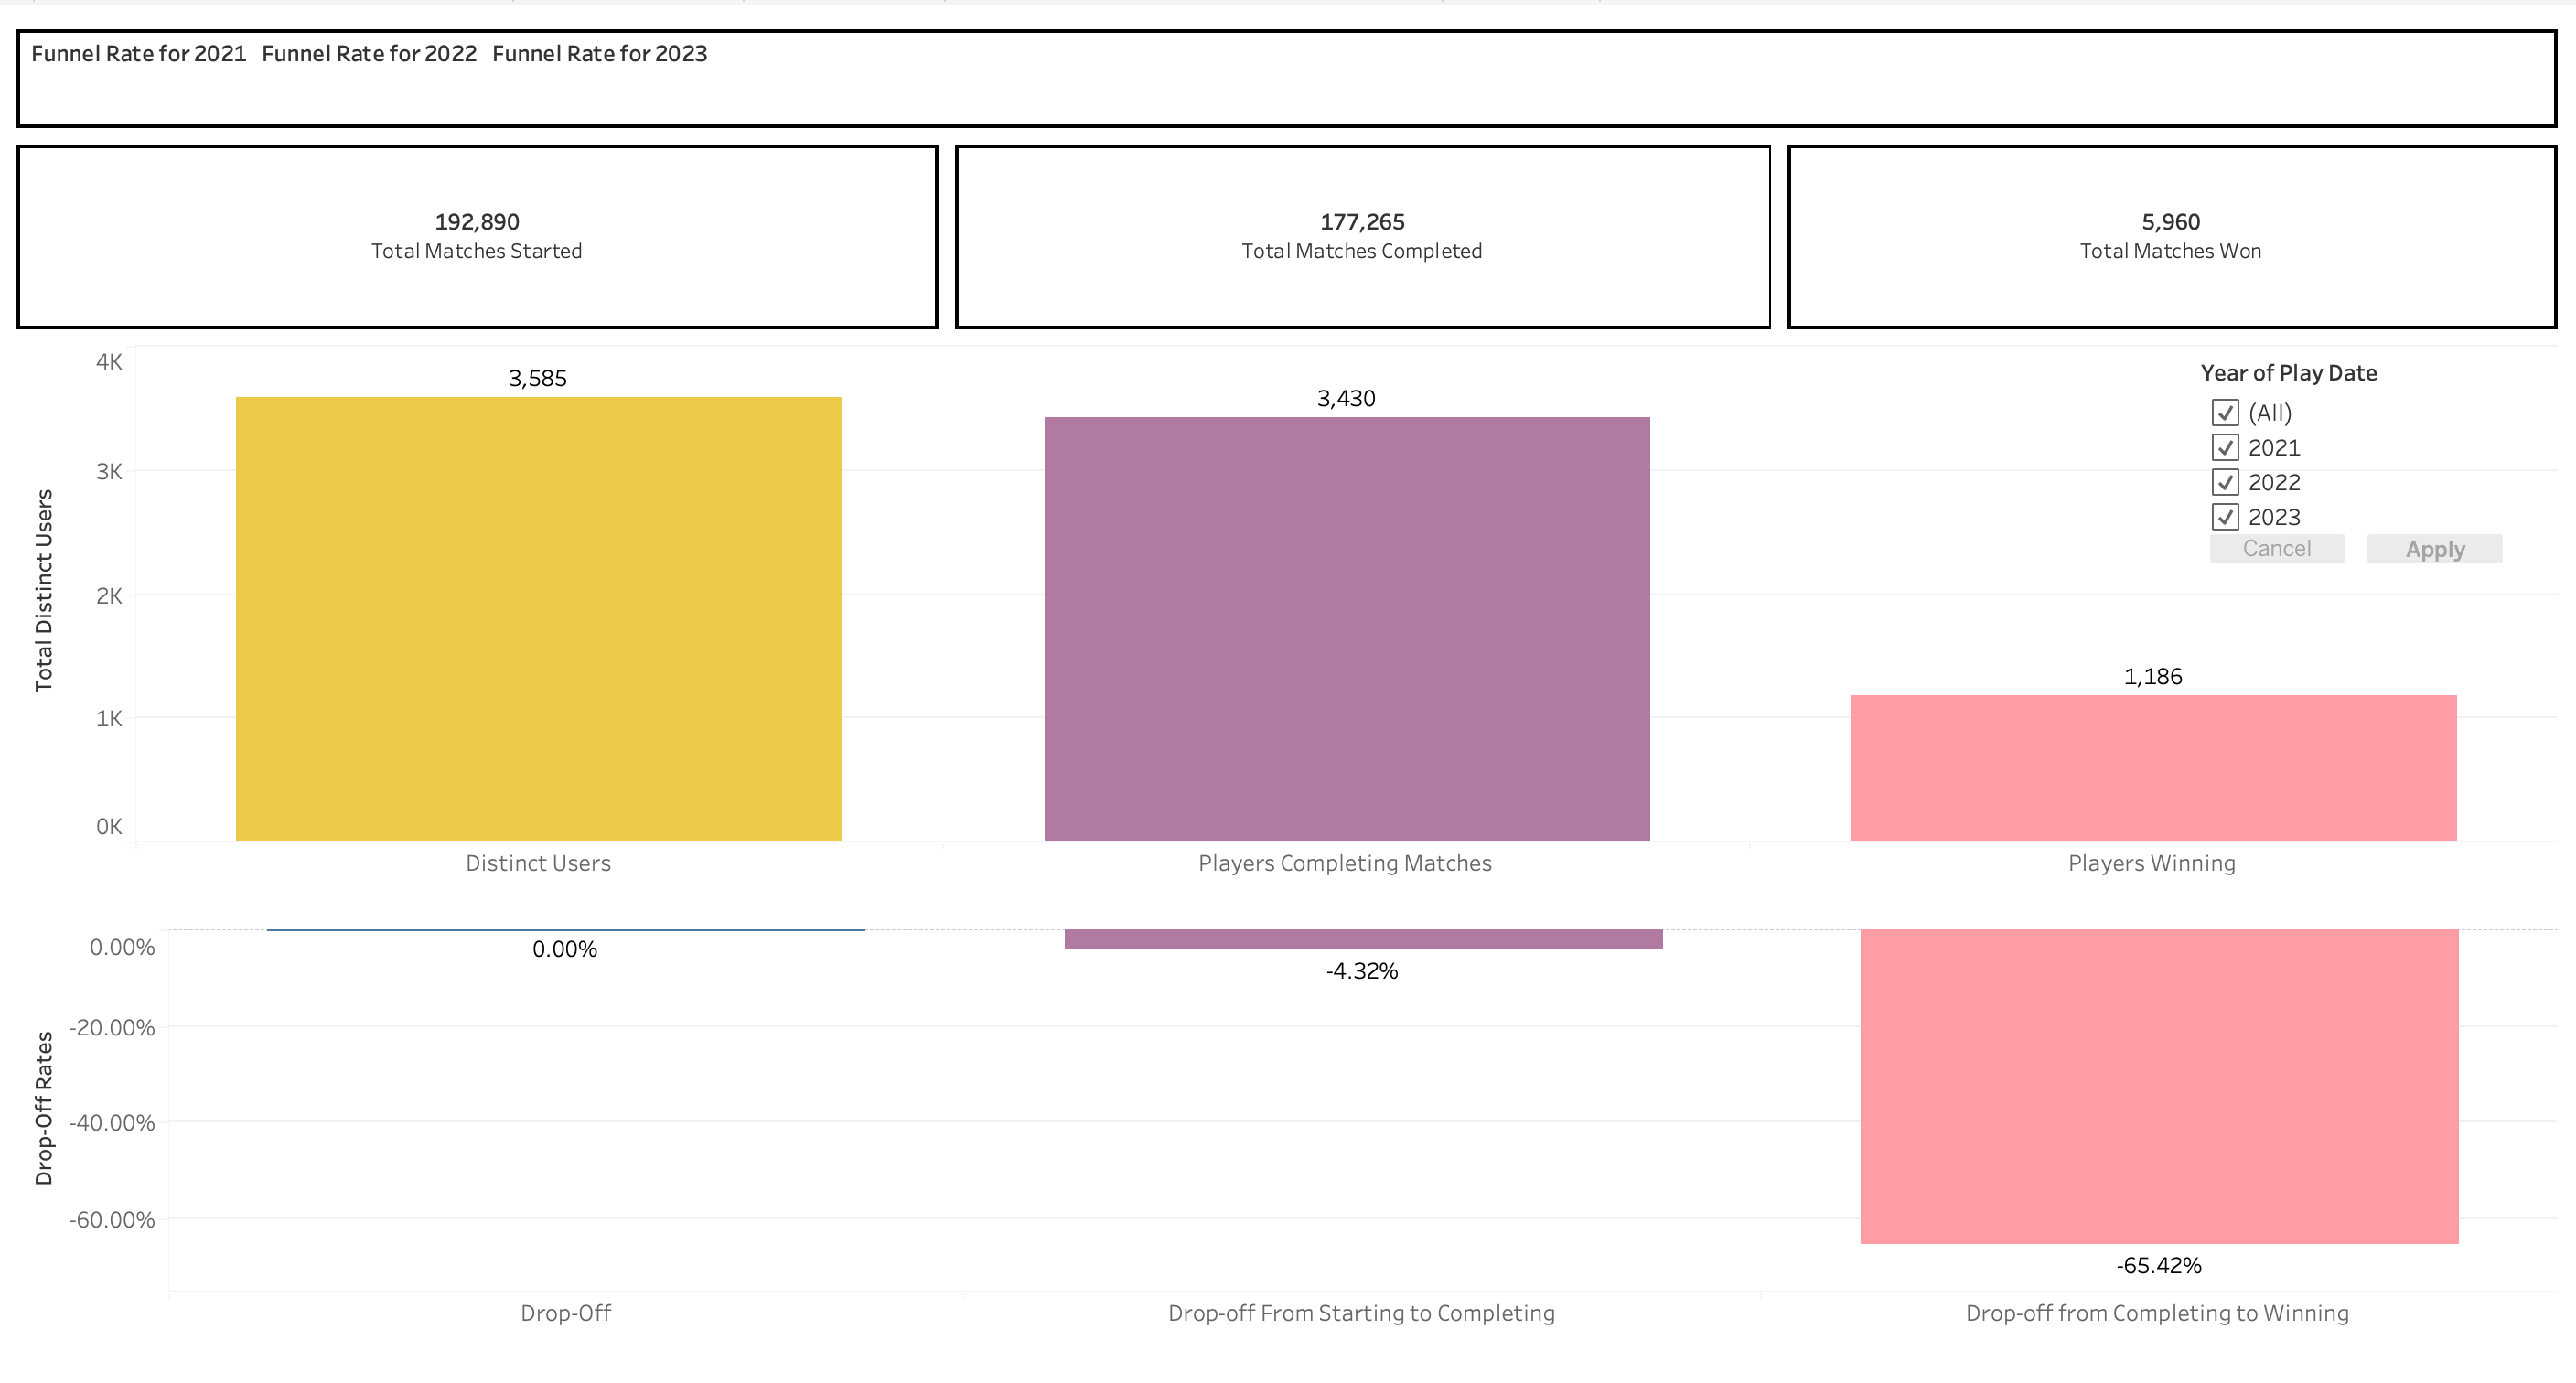 Funnel Rate for 2021 Funnel Rate for 2022 Funnel Rate for 2023
192,890
Total Matches Started
177,265
Total Matches Completed
5,960
Total Matches Won
Total Distinct Users
4K
3K
2K
1K
0K
3,585
3,430
1,186
Distinct Users
Players Completing Matches
Players Winning
Year of Play Date
(All)
2021
2022
2023
Cancel Apply
Drop-Off Rates
0.00%
-20.00%
-40.00%
-60.00%
0.00%
-4.32%
-65.42%
Drop-Off
Drop-off From Starting to Completing
Drop-off from Completing to Winning